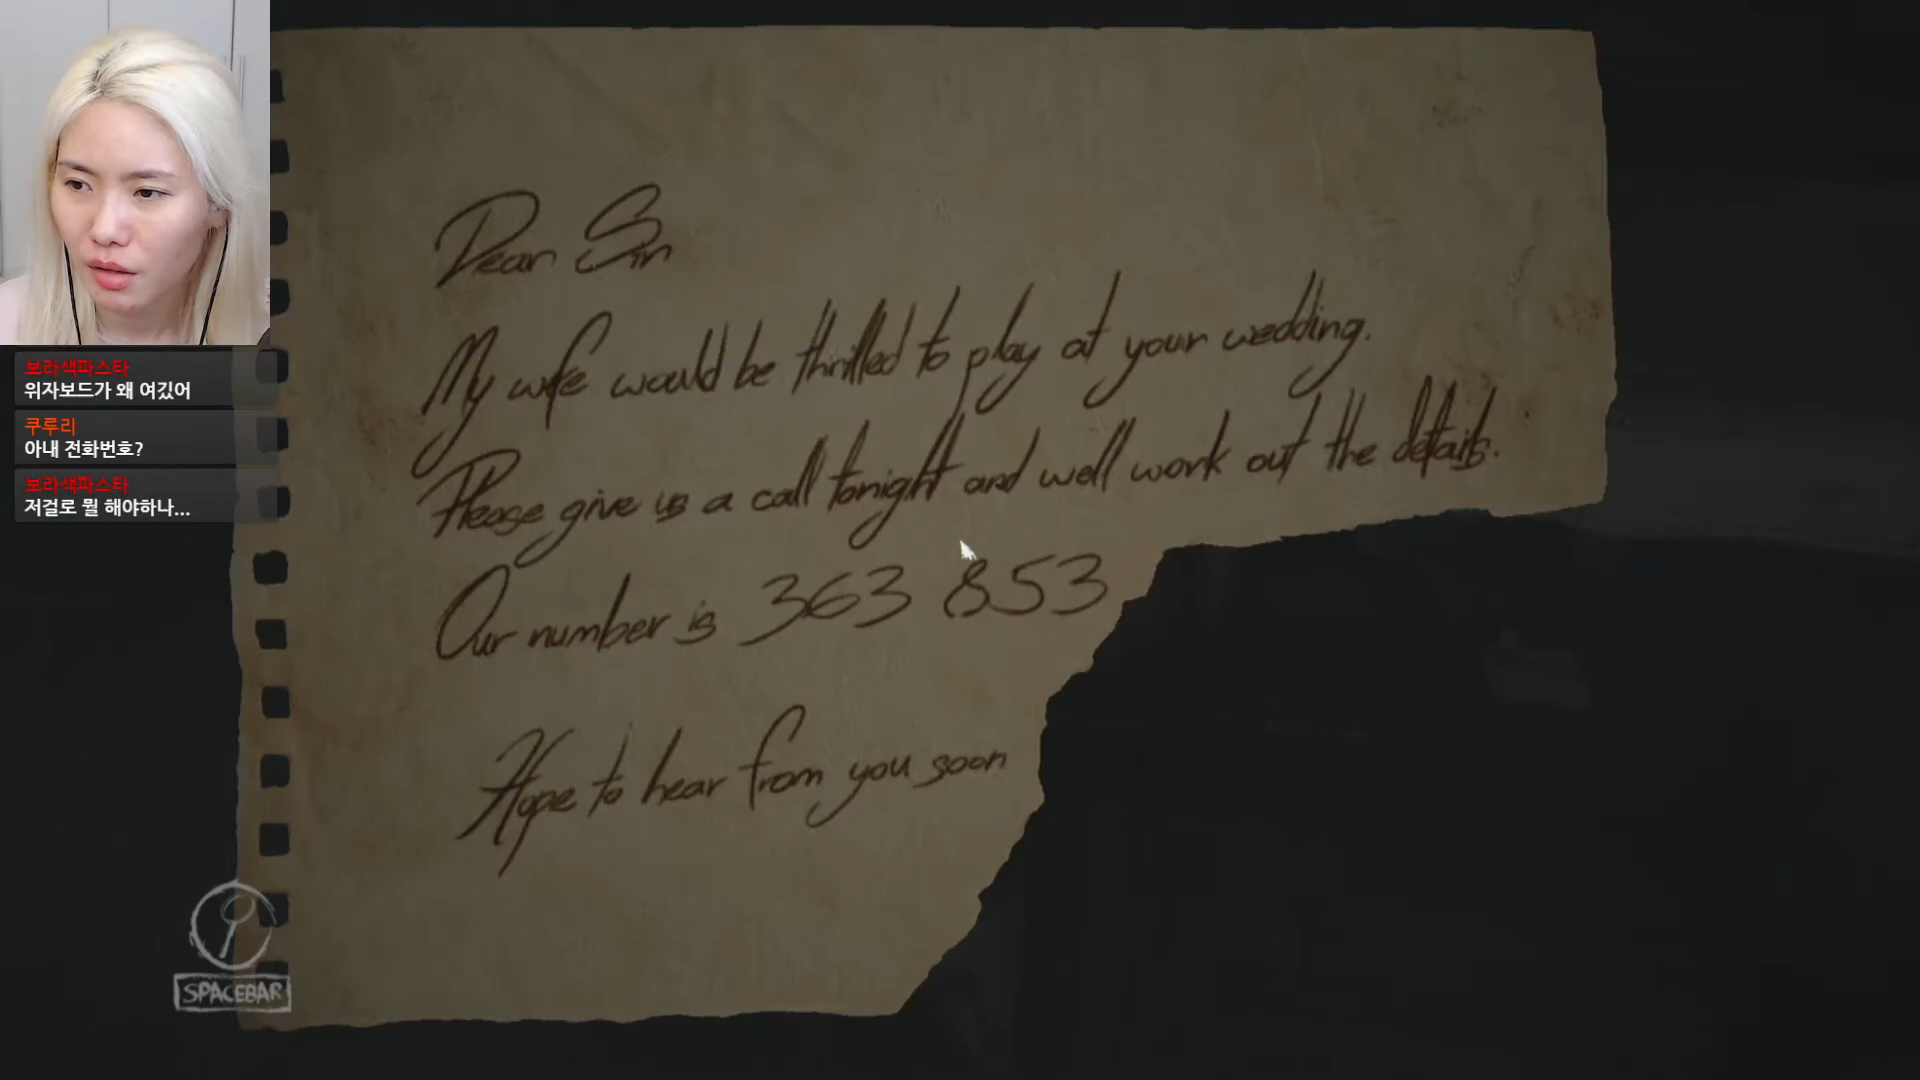 보라색파스타
위자보드가 왜 여깄어
쿠루리
아내 전화번호?
보라색파스타
저걸로 뭘 해야하나...
Dear Sir
My wife would be thrilled to play at your wedding.
Please give us a call tonight and well work out the details.
Our number is 363 853
Hope to hear from you soon
SPACEBAR